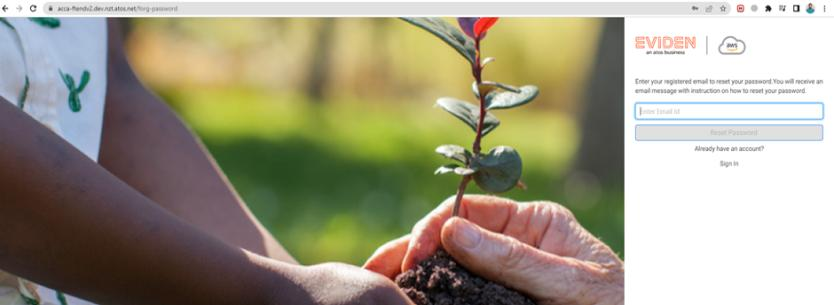 acca-ftendv2.dev.nzt.atos.net/forg-password
EVIDEN
an atos business
aws
Enter your registered email to reset your password.You will receive an
email message with instruction on how to reset your password.
Enter Email Id
Reset Password
Already have an account?
Sign In